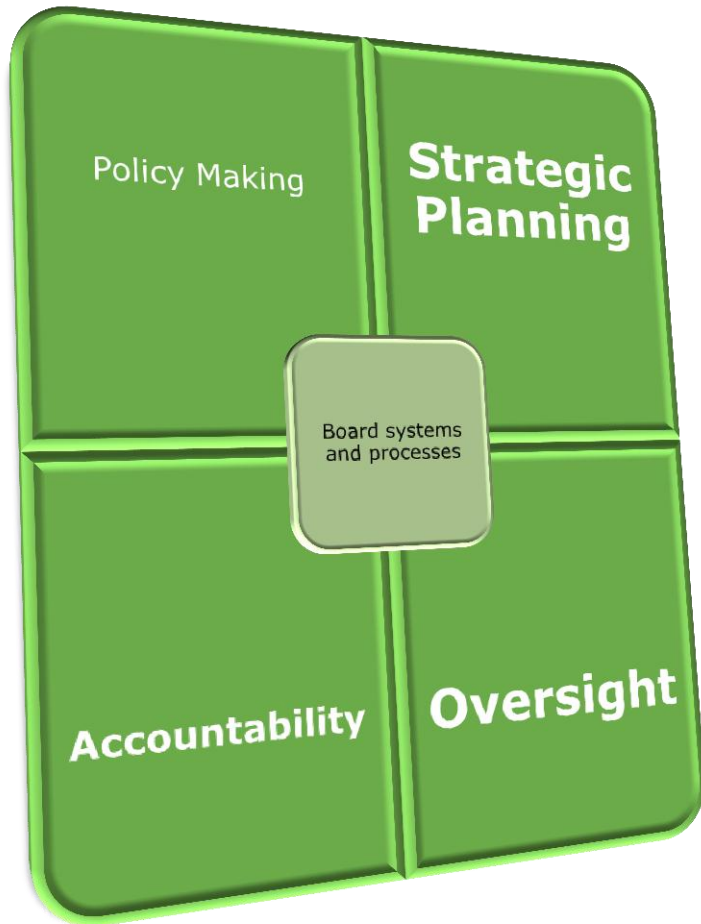 Policy Making
Strategic
Planning
Board systems
and processes
Accountability
Oversight